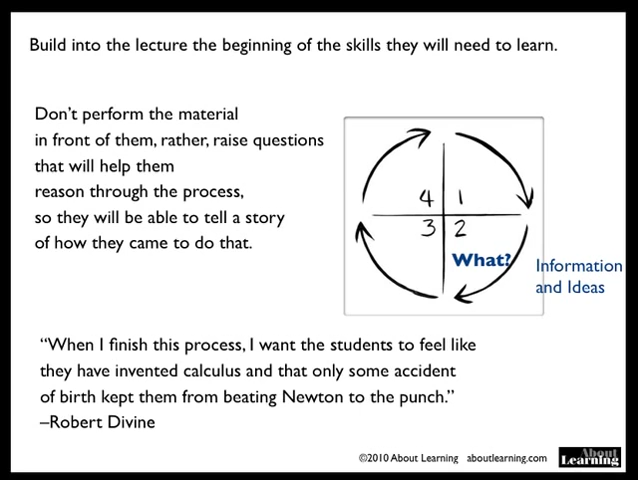 Build into the lecture the beginning of the skills they will need to learn.
Don't perform the material
in front of them, rather, raise questions
that will help them
reason through the process,
so they will be able to tell a story
of how they came to do that.
4 1
3 2
What?
Information
and Ideas
“When I finish this process, I want the students to feel like
they have invented calculus and that only some accident
of birth kept them from beating Newton to the punch.”
–Robert Divine
©2010 About Learning aboutlearning.com
About
Learning